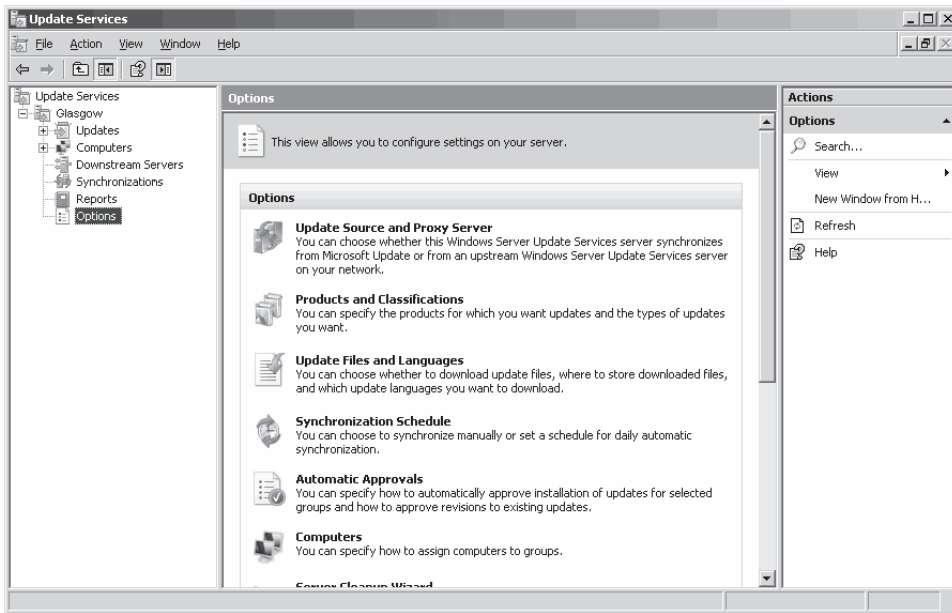 Update Services
File Action View Window Help
Update Services
Glasgow
Updates
Computers
Downstream Servers
Synchronizations
Reports
Options
Options
This view allows you to configure settings on your server.
Options
Update Source and Proxy Server
You can choose whether this Windows Server Update Services server synchronizes
from Microsoft Update or from an upstream Windows Server Update Services server
on your network.
Products and Classifications
You can specify the products for which you want updates and the types of updates
you want.
Update Files and Languages
You can choose whether to download update files, where to store downloaded files,
and which update languages you want to download.
Synchronization Schedule
You can choose to synchronize manually or set a schedule for daily automatic
synchronization.
Automatic Approvals
You can specify how to automatically approve installation of updates for selected
groups and how to approve revisions to existing updates.
Computers
You can specify how to assign computers to groups.
Server Cleanup Wizard
Actions
Options
Search...
View
New Window from H...
Refresh
Help